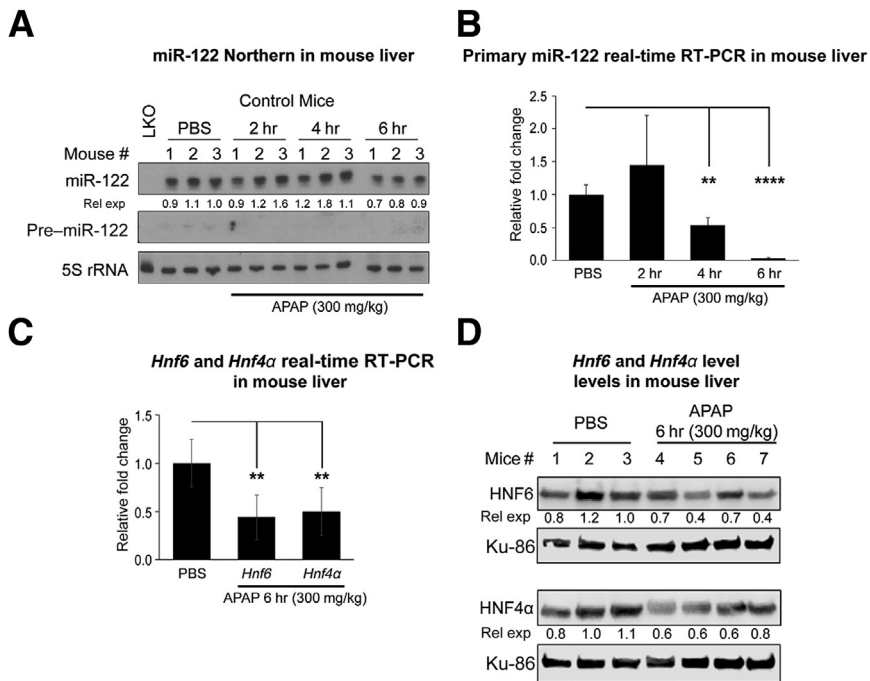 A
miR-122 Northern in mouse liver
Control Mice
LKO
PBS 2 hr 4 hr 6 hr
Mouse # 1 2 3 1 2 3 1 2 3 1 2 3
miR-122
Rel exp 0.9 1.1 1.0 0.9 1.2 1.6 1.2 1.8 1.1 0.7 0.8 0.9
Pre–miR-122
5S rRNA
APAP (300 mg/kg)
B
Primary miR-122 real-time RT-PCR in mouse liver
Relative fold change
2.5
2.0
1.5
1.0
0.5
0.0
** ****
PBS 2 hr 4 hr 6 hr
APAP (300 mg/kg)
C
Hnf6 and Hnf4α real-time RT-PCR
in mouse liver
Relative fold change
1.5
1.0
0.5
0.0
** **
PBS Hnf6 Hnf4α
APAP 6 hr (300 mg/kg)
D
Hnf6 and Hnf4α level
levels in mouse liver
APAP
PBS 6 hr (300 mg/kg)
Mice # 1 2 3 4 5 6 7
HNF6
Rel exp 0.8 1.2 1.0 0.7 0.4 0.7 0.4
Ku-86
HNF4α
Rel exp 0.8 1.0 1.1 0.6 0.6 0.6 0.8
Ku-86